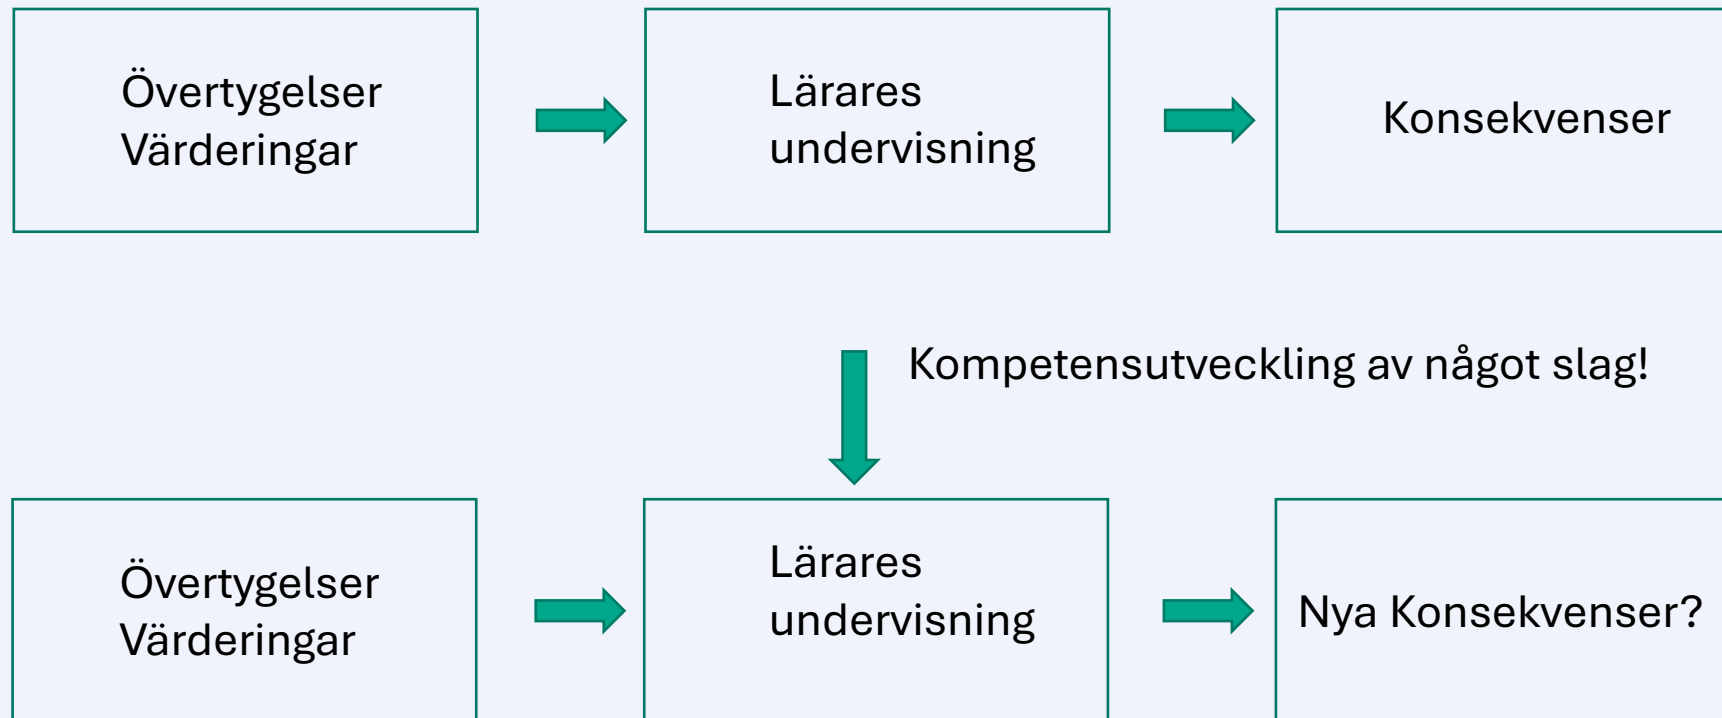 Övertygelser
Värderingar
Lärares
undervisning
Konsekvenser
Kompetensutveckling av något slag!
Övertygelser
Värderingar
Lärares
undervisning
Nya Konsekvenser?